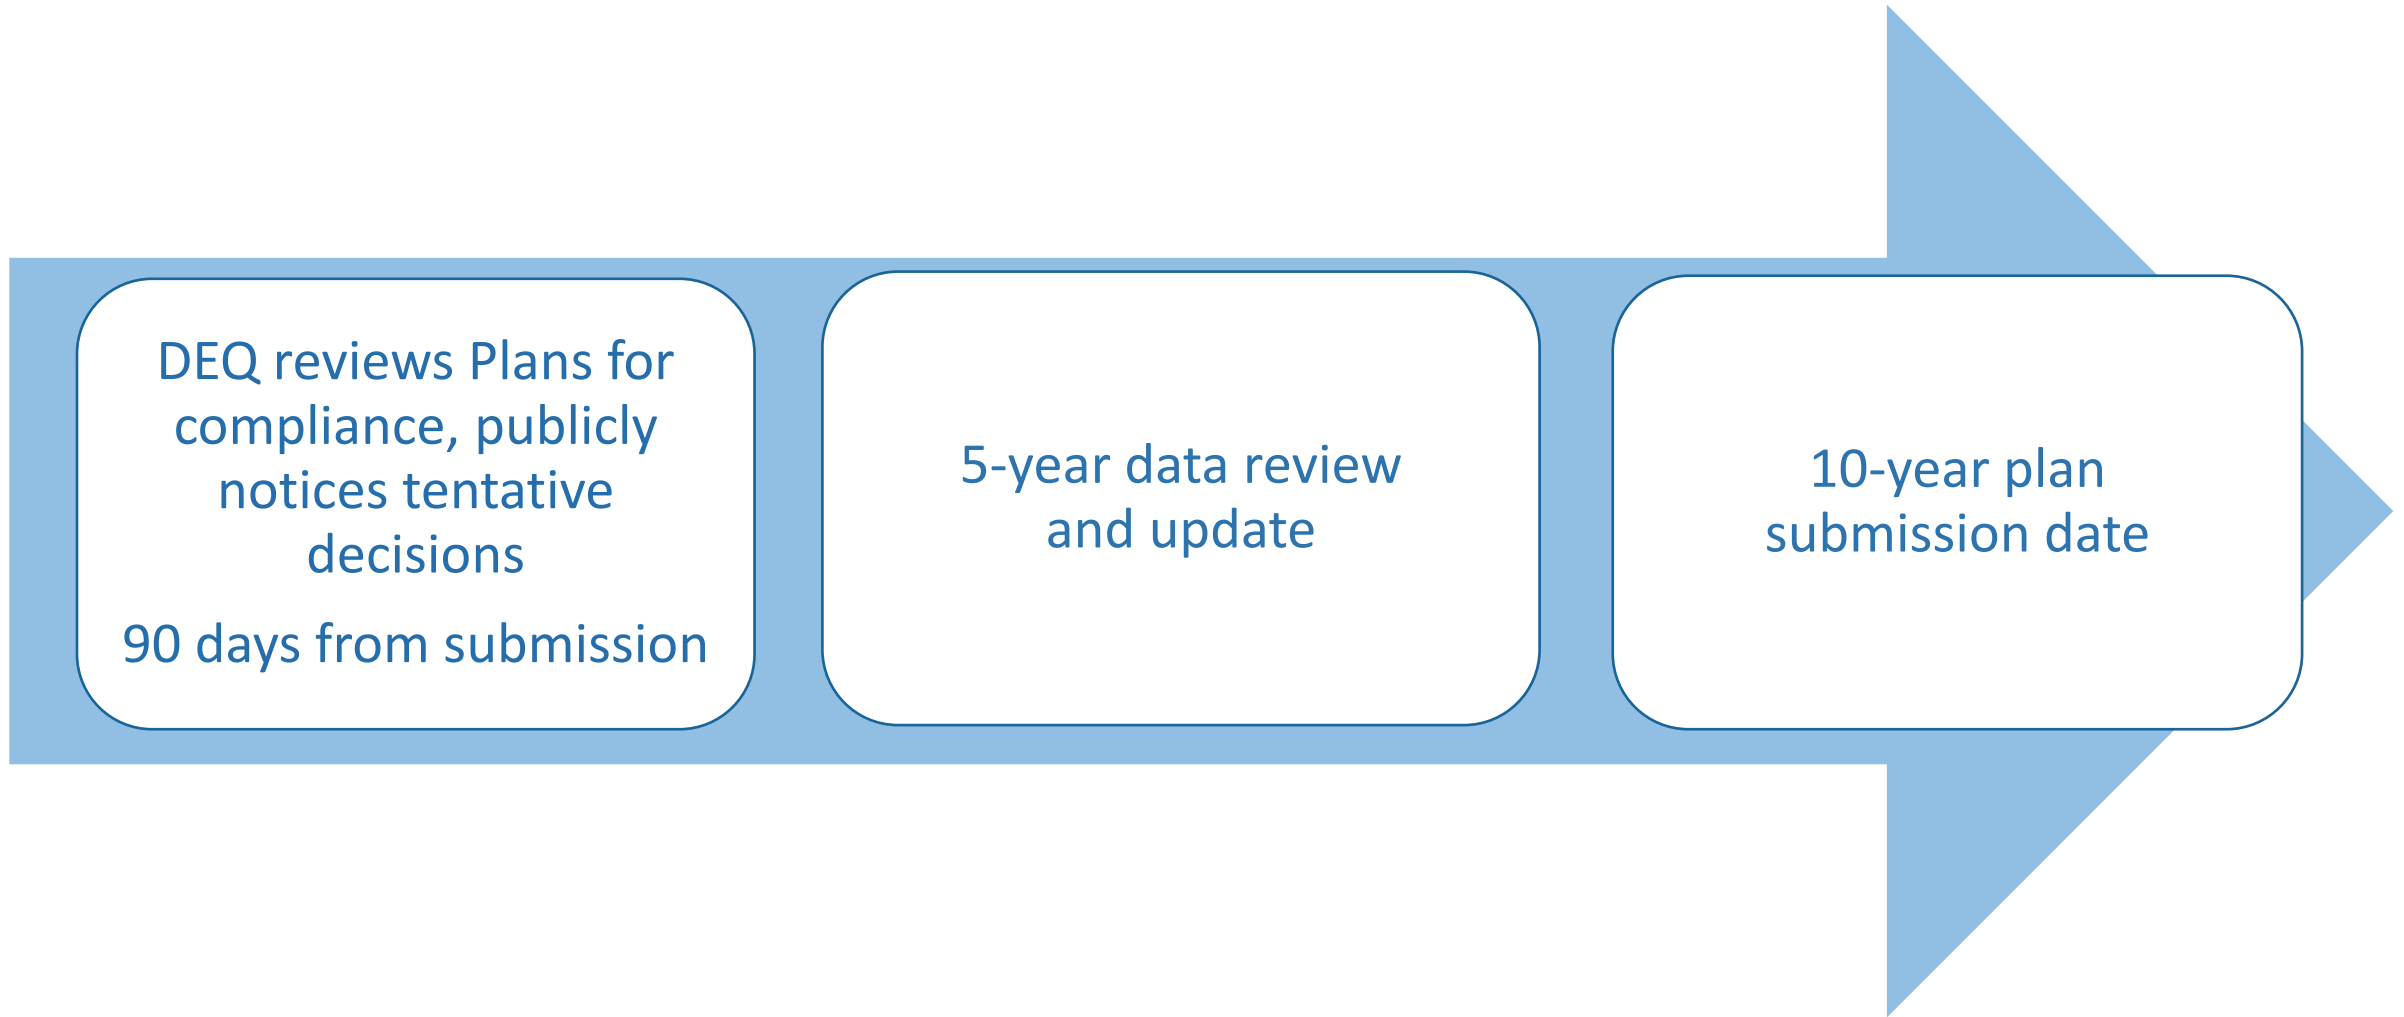 DEQ reviews Plans for
compliance, publicly
notices tentative
decisions
90 days from submission
5-year data review
and update
10-year plan
submission date